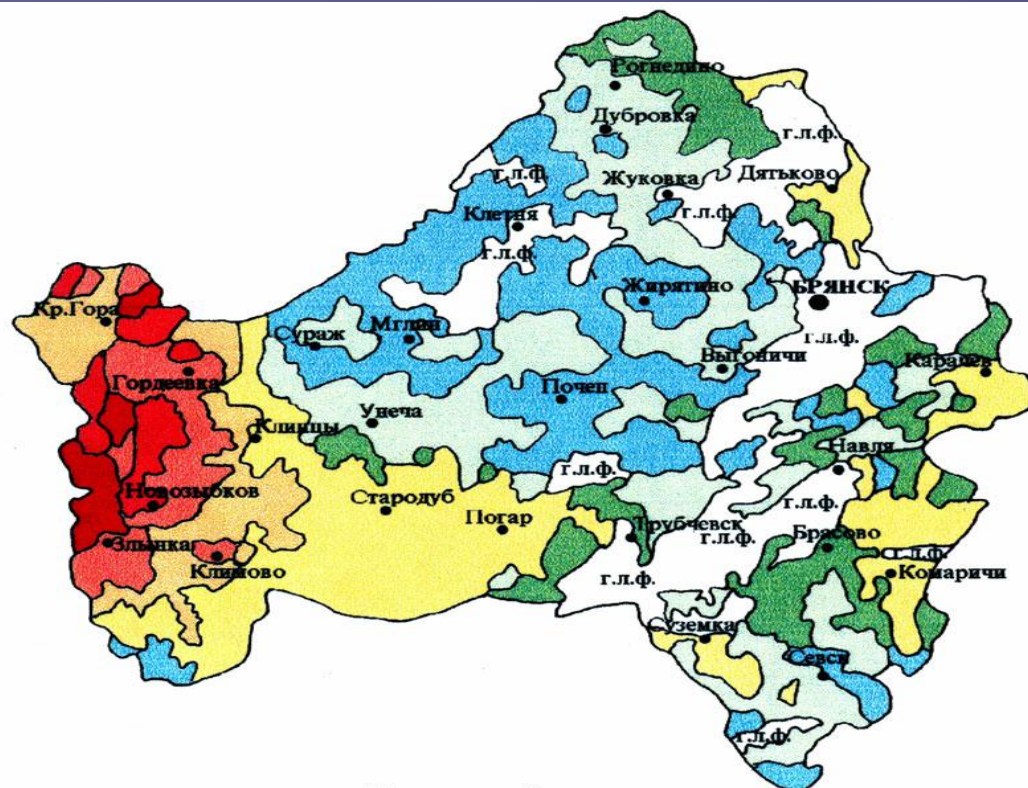 Рогнедино
Дубровка
г.л.ф.
г.л.ф.
Жуковка
Дятьково
Клетня
г.л.ф.
г.л.ф.
Жирятино
БРЯНСК
Кр.Гора
Сураж
Мглин
г.л.ф.
Выгоничи
Карачев
Гордеевка
Почеп
Унеча
Клинцы
Навля
г.л.ф.
Новозыбков
Стародуб
Погар
г.л.ф.
Трубчевск
г.л.ф.
Брасово
Злынка
г.л.ф.
Климово
г.л.ф.
Комаричи
Суземка
Севск
г.л.ф.